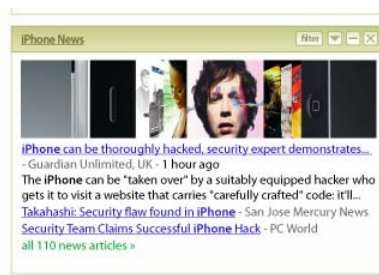 iPhone News
filter
iPhone can be thoroughly hacked, security expert demonstrates...
- Guardian Unlimited, UK - 1 hour ago
The iPhone can be "taken over" by a suitably equipped hacker who
gets it to visit a website that carries "carefully crafted" code: it'll...
Takahashi: Security flaw found in iPhone - San Jose Mercury News
Security Team Claims Successful iPhone Hack - PC World
all 110 news articles »